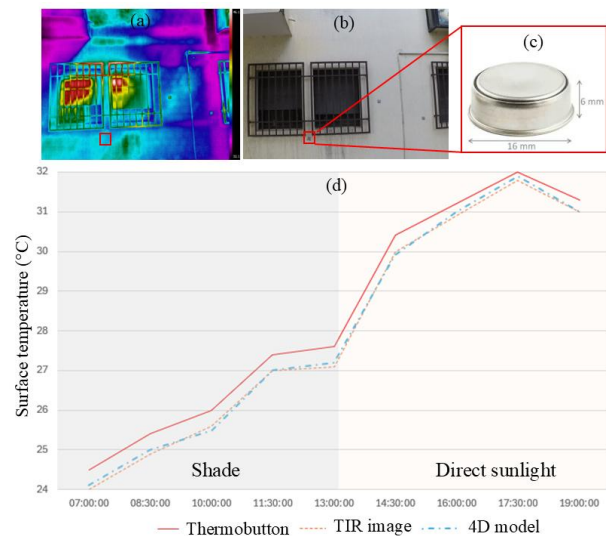 (a)
(b)
(c)
6 mm
16 mm
(d)
Surface temperature (°C)
32
31
30
29
28
27
26
25
24
Shade
Direct sunlight
07:00:00 08:30:00 10:00:00 11:30:00 13:00:00 14:30:00 16:00:00 17:30:00 19:00:00
Thermobutton TIR image 4D model